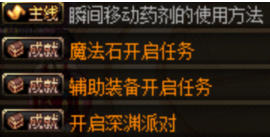 主线 瞬间移动药剂的使用方法
成就 魔法石开启任务
成就 辅助装备开启任务
成就 开启深渊派对